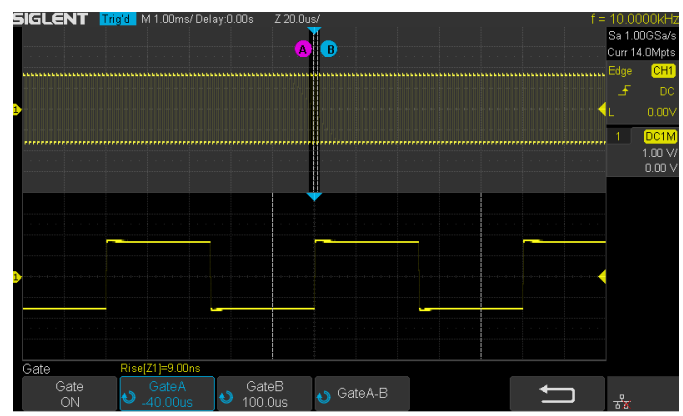 SIGLENT Trig'd M 1.00ms/ Delay:0.00s Z 20.0us/ f = 10.0000kHz
Sa 1.00GSa/s
Curr 14.0Mpts
A B
Edge CH1
DC
L 0.00V
1 DC1M
1.00 V/
0.00 V
1
1
Gate Rise[Z1]=9.00ns
Gate GateA GateB GateA-B
ON -40.00us 100.0us